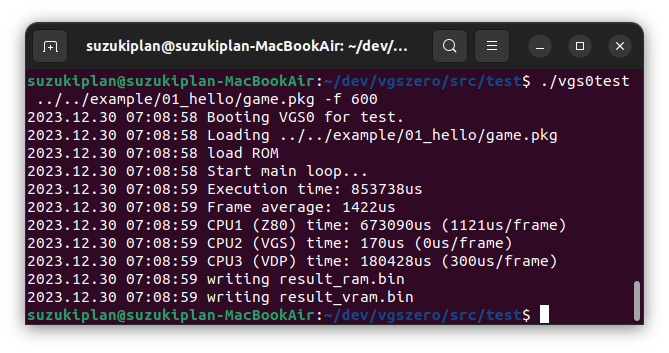 suzukiplan@suzukiplan-MacBookAir: ~/dev/...
suzukiplan@suzukiplan-MacBookAir:~/dev/vgszero/src/test$ ./vgs0test
../../example/01_hello/game.pkg -f 600
2023.12.30 07:08:58 Booting VGS0 for test.
2023.12.30 07:08:58 Loading ../../example/01_hello/game.pkg
2023.12.30 07:08:58 load ROM
2023.12.30 07:08:58 Start main loop...
2023.12.30 07:08:59 Execution time: 853738us
2023.12.30 07:08:59 Frame average: 1422us
2023.12.30 07:08:59 CPU1 (Z80) time: 673090us (1121us/frame)
2023.12.30 07:08:59 CPU2 (VGS) time: 170us (0us/frame)
2023.12.30 07:08:59 CPU3 (VDP) time: 180428us (300us/frame)
2023.12.30 07:08:59 writing result_ram.bin
2023.12.30 07:08:59 writing result_vram.bin
suzukiplan@suzukiplan-MacBookAir:~/dev/vgszero/src/test$